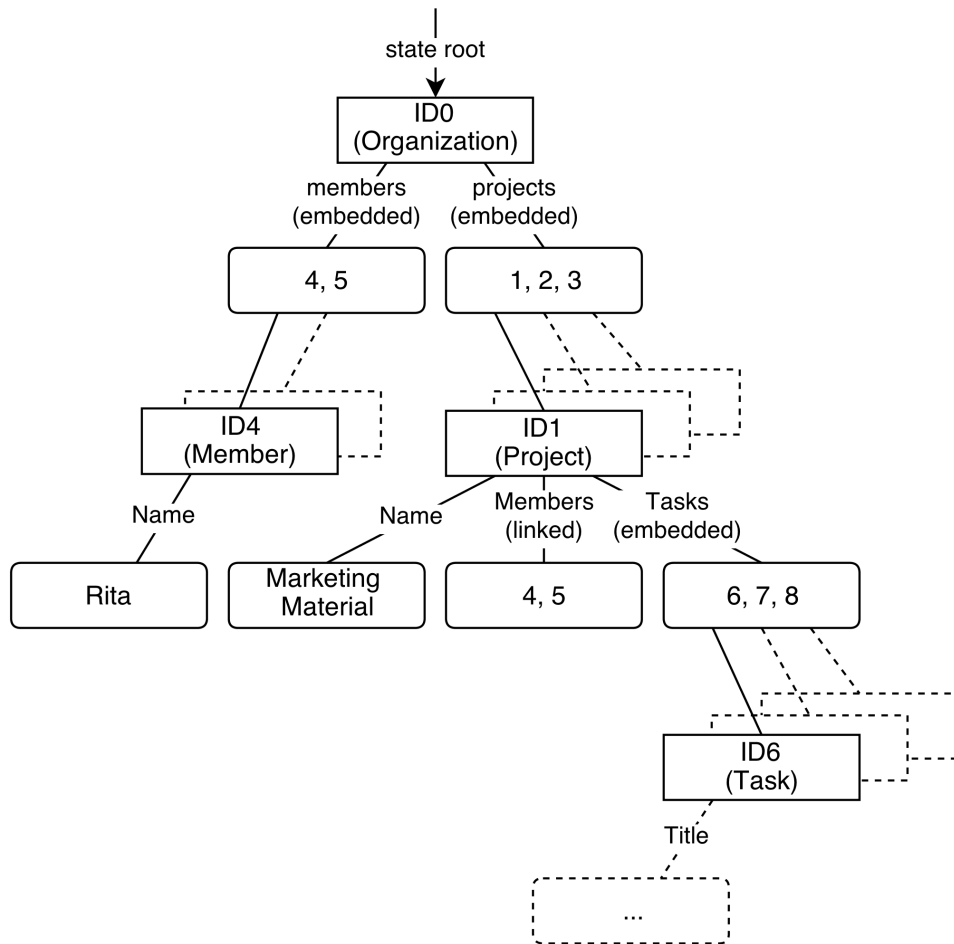 state root
ID0
(Organization)
members
(embedded)
projects
(embedded)
4, 5
1, 2, 3
ID4
(Member)
ID1
(Project)
Name
Name
Members
(linked)
Tasks
(embedded)
Rita
Marketing
Material
4, 5
6, 7, 8
ID6
(Task)
Title
...